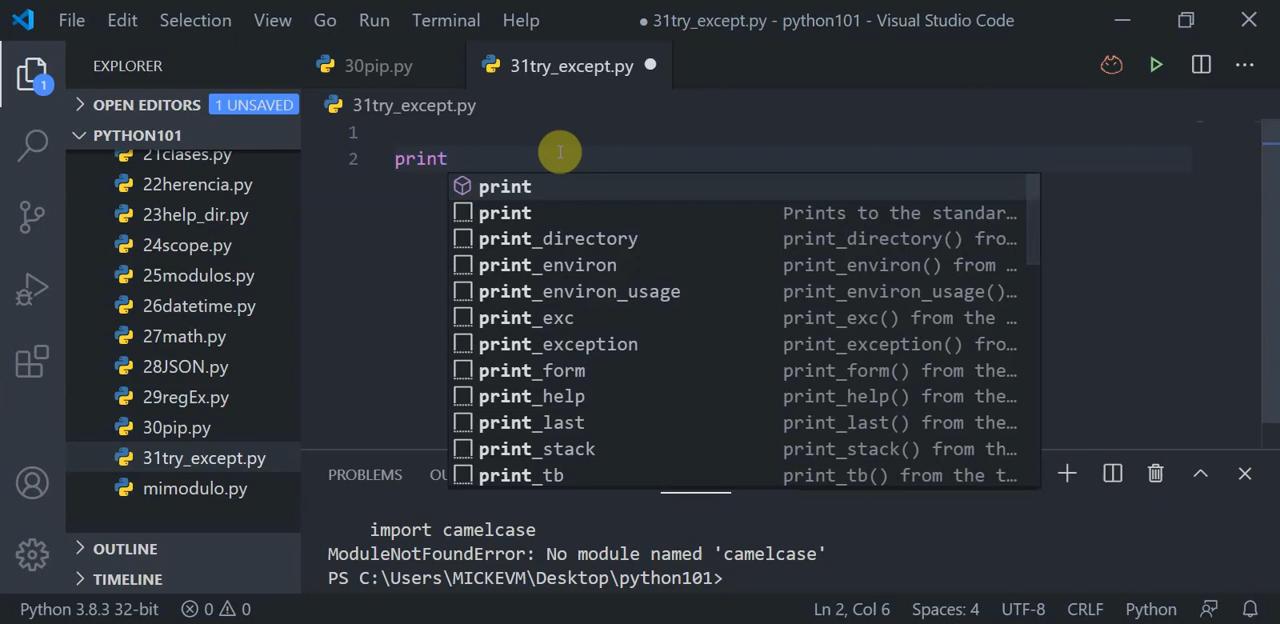 File Edit Selection View Go Run Terminal Help ● 31try_except.py - python101 - Visual Studio Code
EXPLORER
30pip.py 31try_except.py
1
OPEN EDITORS 1 UNSAVED
31try_except.py
PYTHON101
21clases.py
22herencia.py
23help_dir.py
24scope.py
25modulos.py
26datetime.py
27math.py
28JSON.py
29regEx.py
30pip.py
31try_except.py
mimodulo.py
OUTLINE
TIMELINE
1
2 print
print
print Prints to the standar...
print_directory print_directory() fro...
print_environ print_environ() from ...
print_environ_usage print_environ_usage()...
print_exc print_exc() from the ...
print_exception print_exception() from...
print_form print_form() from the...
print_help print_help() from the...
print_last print_last() from the...
print_stack print_stack() from th...
print_tb print_tb() from the t...
PROBLEMS OU
import camelcase
ModuleNotFoundError: No module named 'camelcase'
PS C:\Users\MICKEVM\Desktop\python101>
Python 3.8.3 32-bit 0 0 Ln 2, Col 6 Spaces: 4 UTF-8 CRLF Python